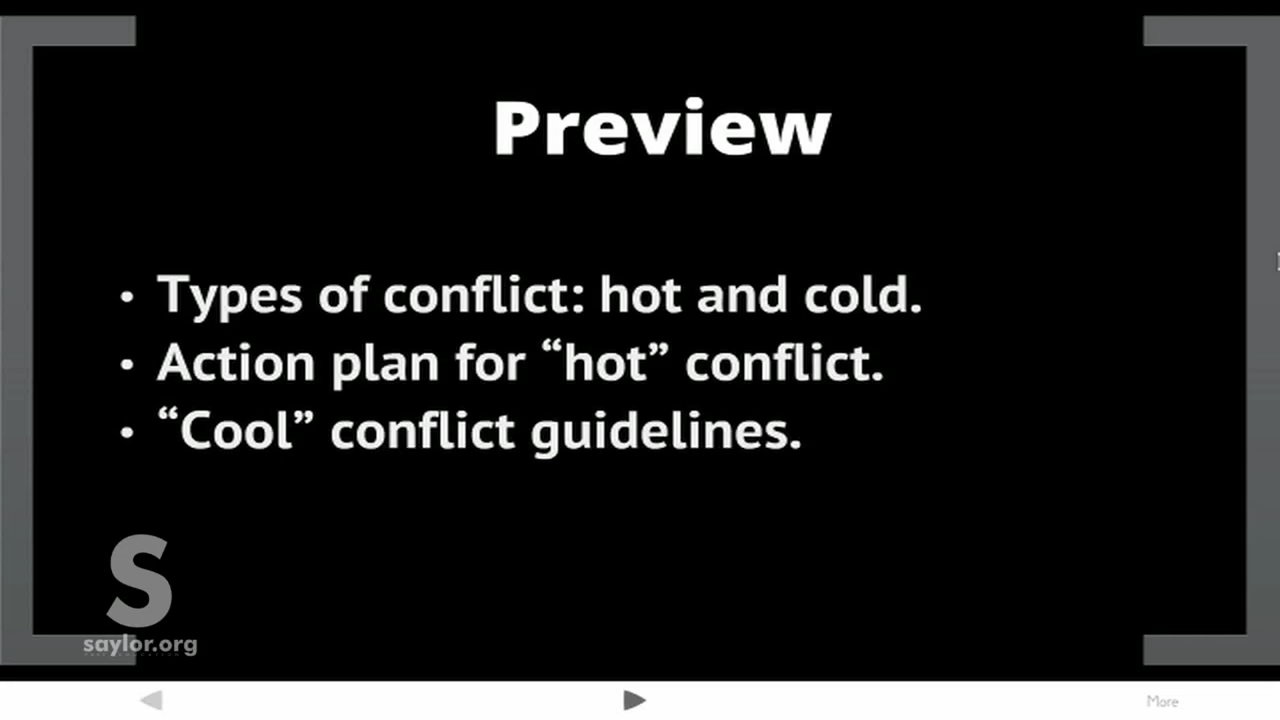 Preview
• Types of conflict: hot and cold.
• Action plan for “hot” conflict.
• “Cool” conflict guidelines.
S
saylor.org
More